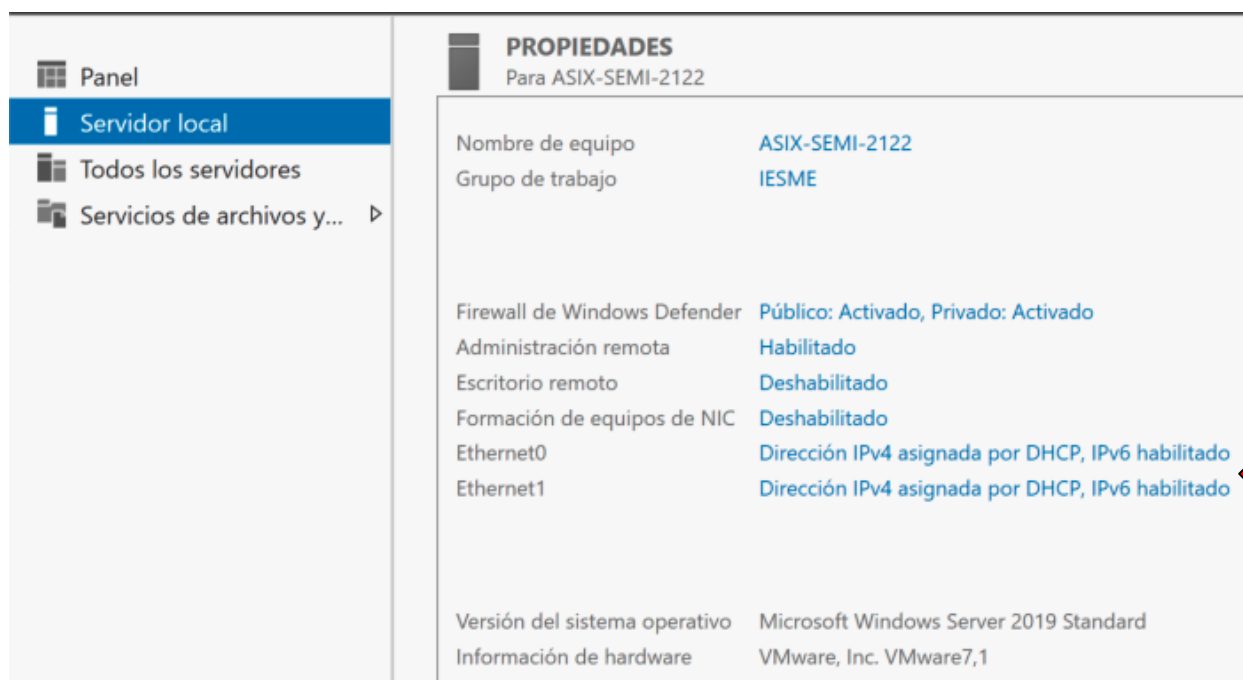 Panel
Servidor local
Todos los servidores
Servicios de archivos y...
PROPIEDADES
Para ASIX-SEMI-2122
Nombre de equipo ASIX-SEMI-2122
Grupo de trabajo IESME
Firewall de Windows Defender Público: Activado, Privado: Activado
Administración remota Habilitado
Escritorio remoto Deshabilitado
Formación de equipos de NIC Deshabilitado
Ethernet0 Dirección IPv4 asignada por DHCP, IPv6 habilitado
Ethernet1 Dirección IPv4 asignada por DHCP, IPv6 habilitado
Versión del sistema operativo Microsoft Windows Server 2019 Standard
Información de hardware VMware, Inc. VMware7,1